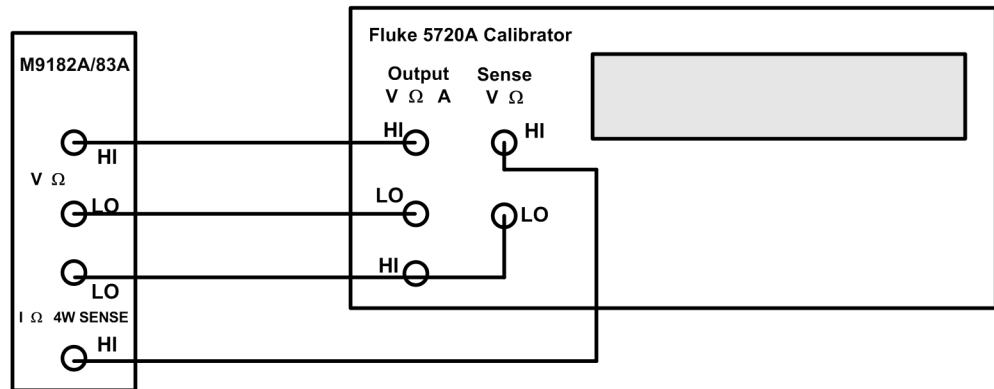 M9182A/83A
HI
V Ω
LO
LO
I Ω 4W SENSE
HI
Fluke 5720A Calibrator
Output Sense
V Ω A V Ω
HI HI
LO LO
HI